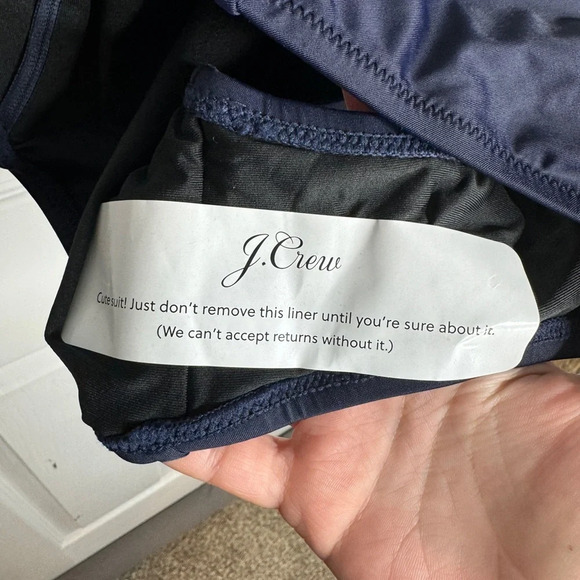 J.Crew
Cute suit! Just don't remove this liner until you're sure about it.
(We can't accept returns without it.)